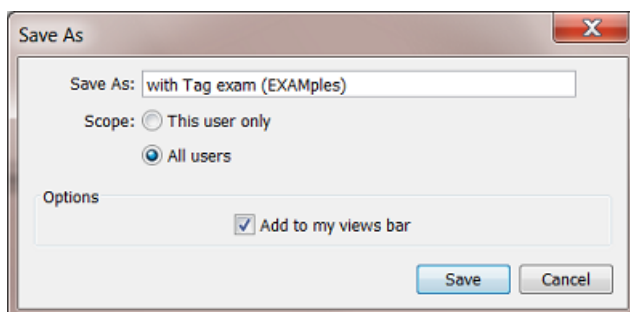 Save As
Save As: with Tag exam (EXAMples)
Scope: This user only
All users
Options
Add to my views bar
Save Cancel